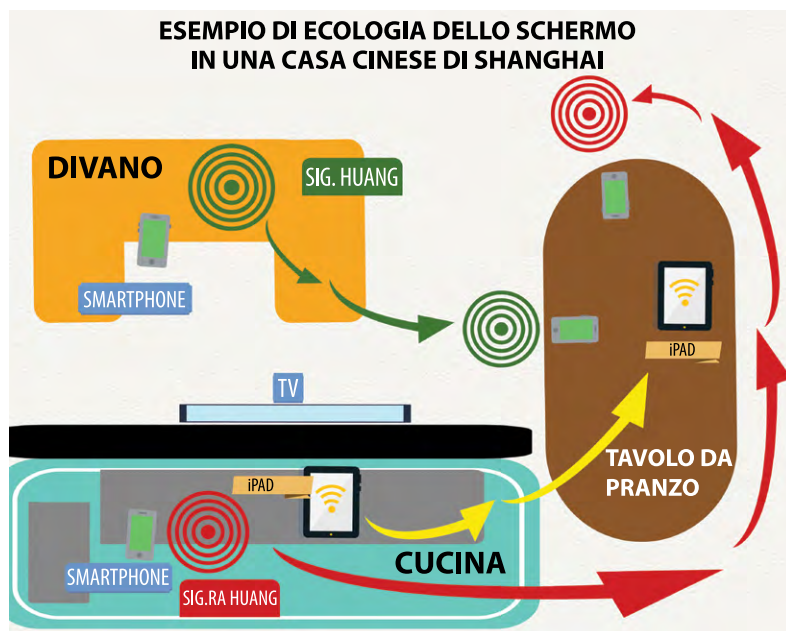 ESEMPIO DI ECOLOGIA DELLO SCHERMO
IN UNA CASA CINESE DI SHANGHAI
DIVANO
SIG. HUANG
SMARTPHONE
iPAD
TV
TAVOLO DA
PRANZO
iPAD
CUCINA
SMARTPHONE
SIG.RA HUANG